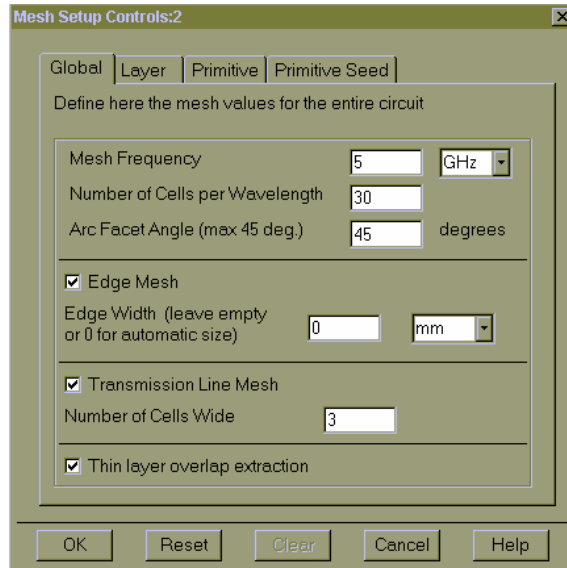 Mesh Setup Controls:2
Global Layer Primitive Primitive Seed
Define here the mesh values for the entire circuit
Mesh Frequency 5 GHz
Number of Cells per Wavelength 30
Arc Facet Angle (max 45 deg.) 45 degrees
Edge Mesh
Edge Width (leave empty
or 0 for automatic size) 0 mm
Transmission Line Mesh
Number of Cells Wide 3
Thin layer overlap extraction
OK Reset Clear Cancel Help